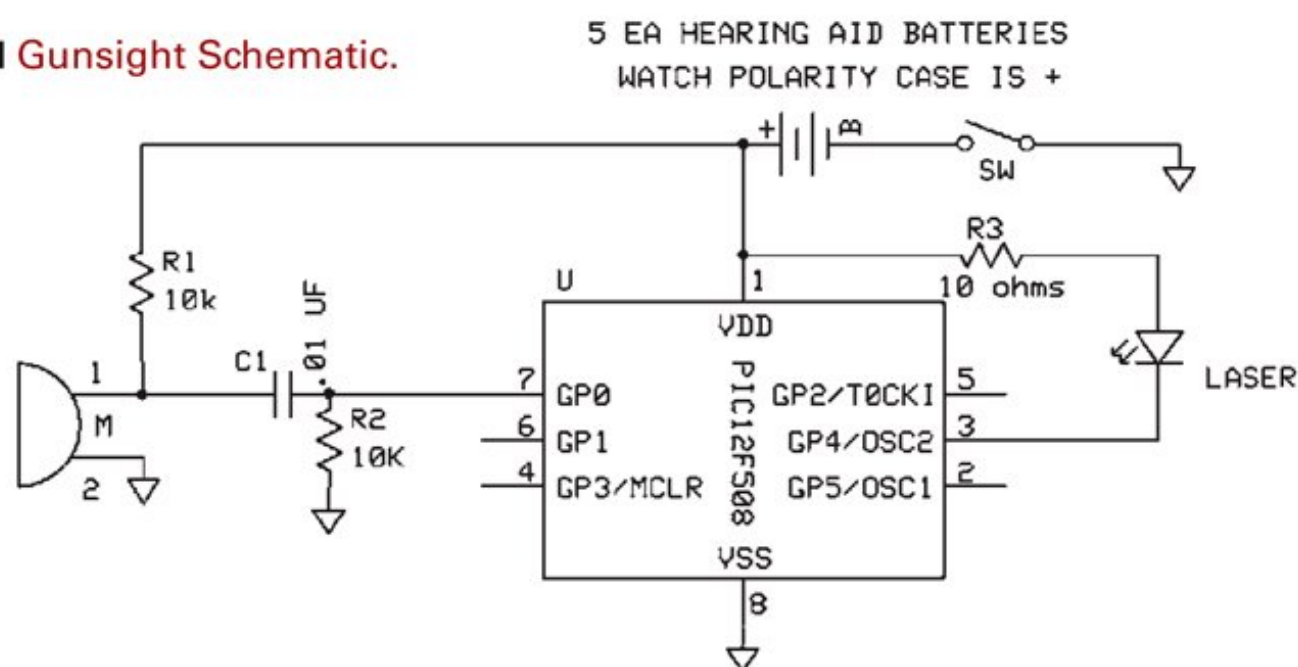 Gunsight Schematic.
5 EA HEARING AID BATTERIES
WATCH POLARITY CASE IS +
+
B
SW
R3
10 ohms
R1
10k
U
1
VDD
C1
.01 UF
1
M
2
R2
10K
7
GP0
6
GP1
4
GP3/MCLR
PIC12F508
GP2/T0CKI
5
GP4/OSC2
3
GP5/OSC1
2
LASER
VSS
8